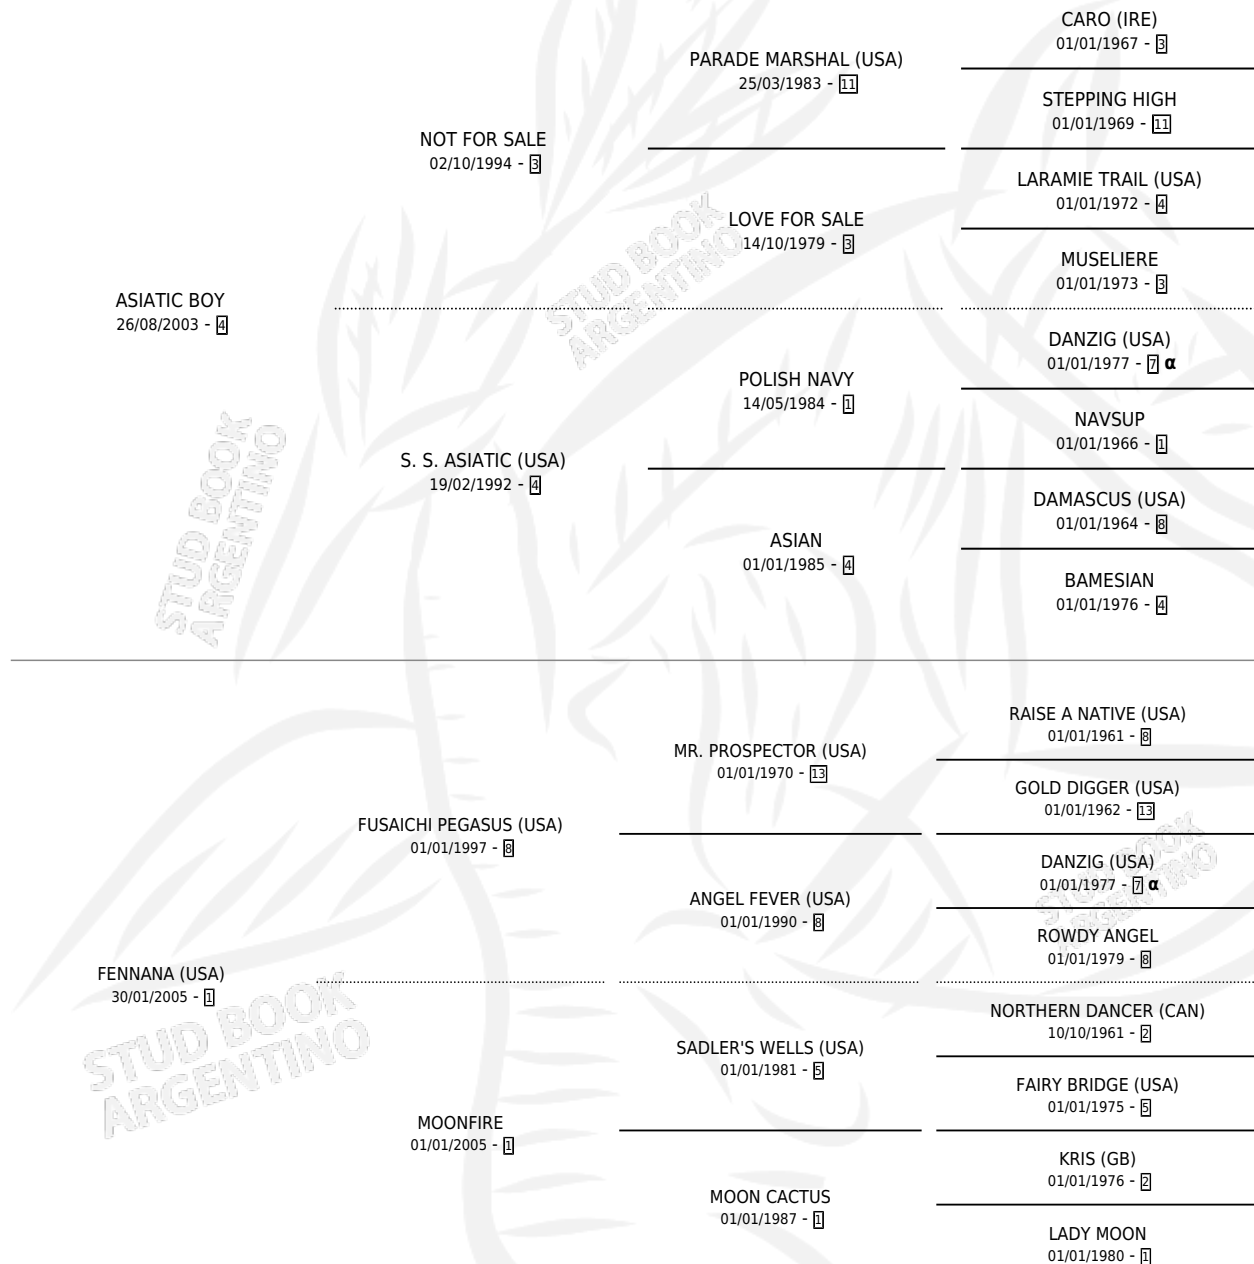 CARO (IRE)
01/01/1967 - 3
PARADE MARSHAL (USA)
25/03/1983 - 11
STEPPING HIGH
01/01/1969 - 11
NOT FOR SALE
02/10/1994 - 3
LARAMIE TRAIL (USA)
01/01/1972 - 4
LOVE FOR SALE
14/10/1979 - 3
MUSELIERE
01/01/1973 - 3
ASIATIC BOY
26/08/2003 - 4
DANZIG (USA)
01/01/1977 - 7 α
POLISH NAVY
14/05/1984 - 1
NAVSUP
01/01/1966 - 1
S. S. ASIATIC (USA)
19/02/1992 - 4
DAMASCUS (USA)
01/01/1964 - 8
ASIAN
01/01/1985 - 4
BAMESIAN
01/01/1976 - 4
STUD BOOK
ARGENTINO
STUD BOOK
ARGENTINO
RAISE A NATIVE (USA)
01/01/1961 - 8
MR. PROSPECTOR (USA)
01/01/1970 - 13
GOLD DIGGER (USA)
01/01/1962 - 13
FUSAICHI PEGASUS (USA)
01/01/1997 - 8
DANZIG (USA)
01/01/1977 - 7 α
ANGEL FEVER (USA)
01/01/1990 - 8
ROWDY ANGEL
01/01/1979 - 8
FENNANA (USA)
30/01/2005 - 1
NORTHERN DANCER (CAN)
10/10/1961 - 2
SADLER'S WELLS (USA)
01/01/1981 - 5
FAIRY BRIDGE (USA)
01/01/1975 - 5
MOONFIRE
01/01/2005 - 1
KRIS (GB)
01/01/1976 - 2
MOON CACTUS
01/01/1987 - 1
LADY MOON
01/01/1980 - 1
STUD BOOK
ARGENTINO
STUD BOOK
ARGENTINO